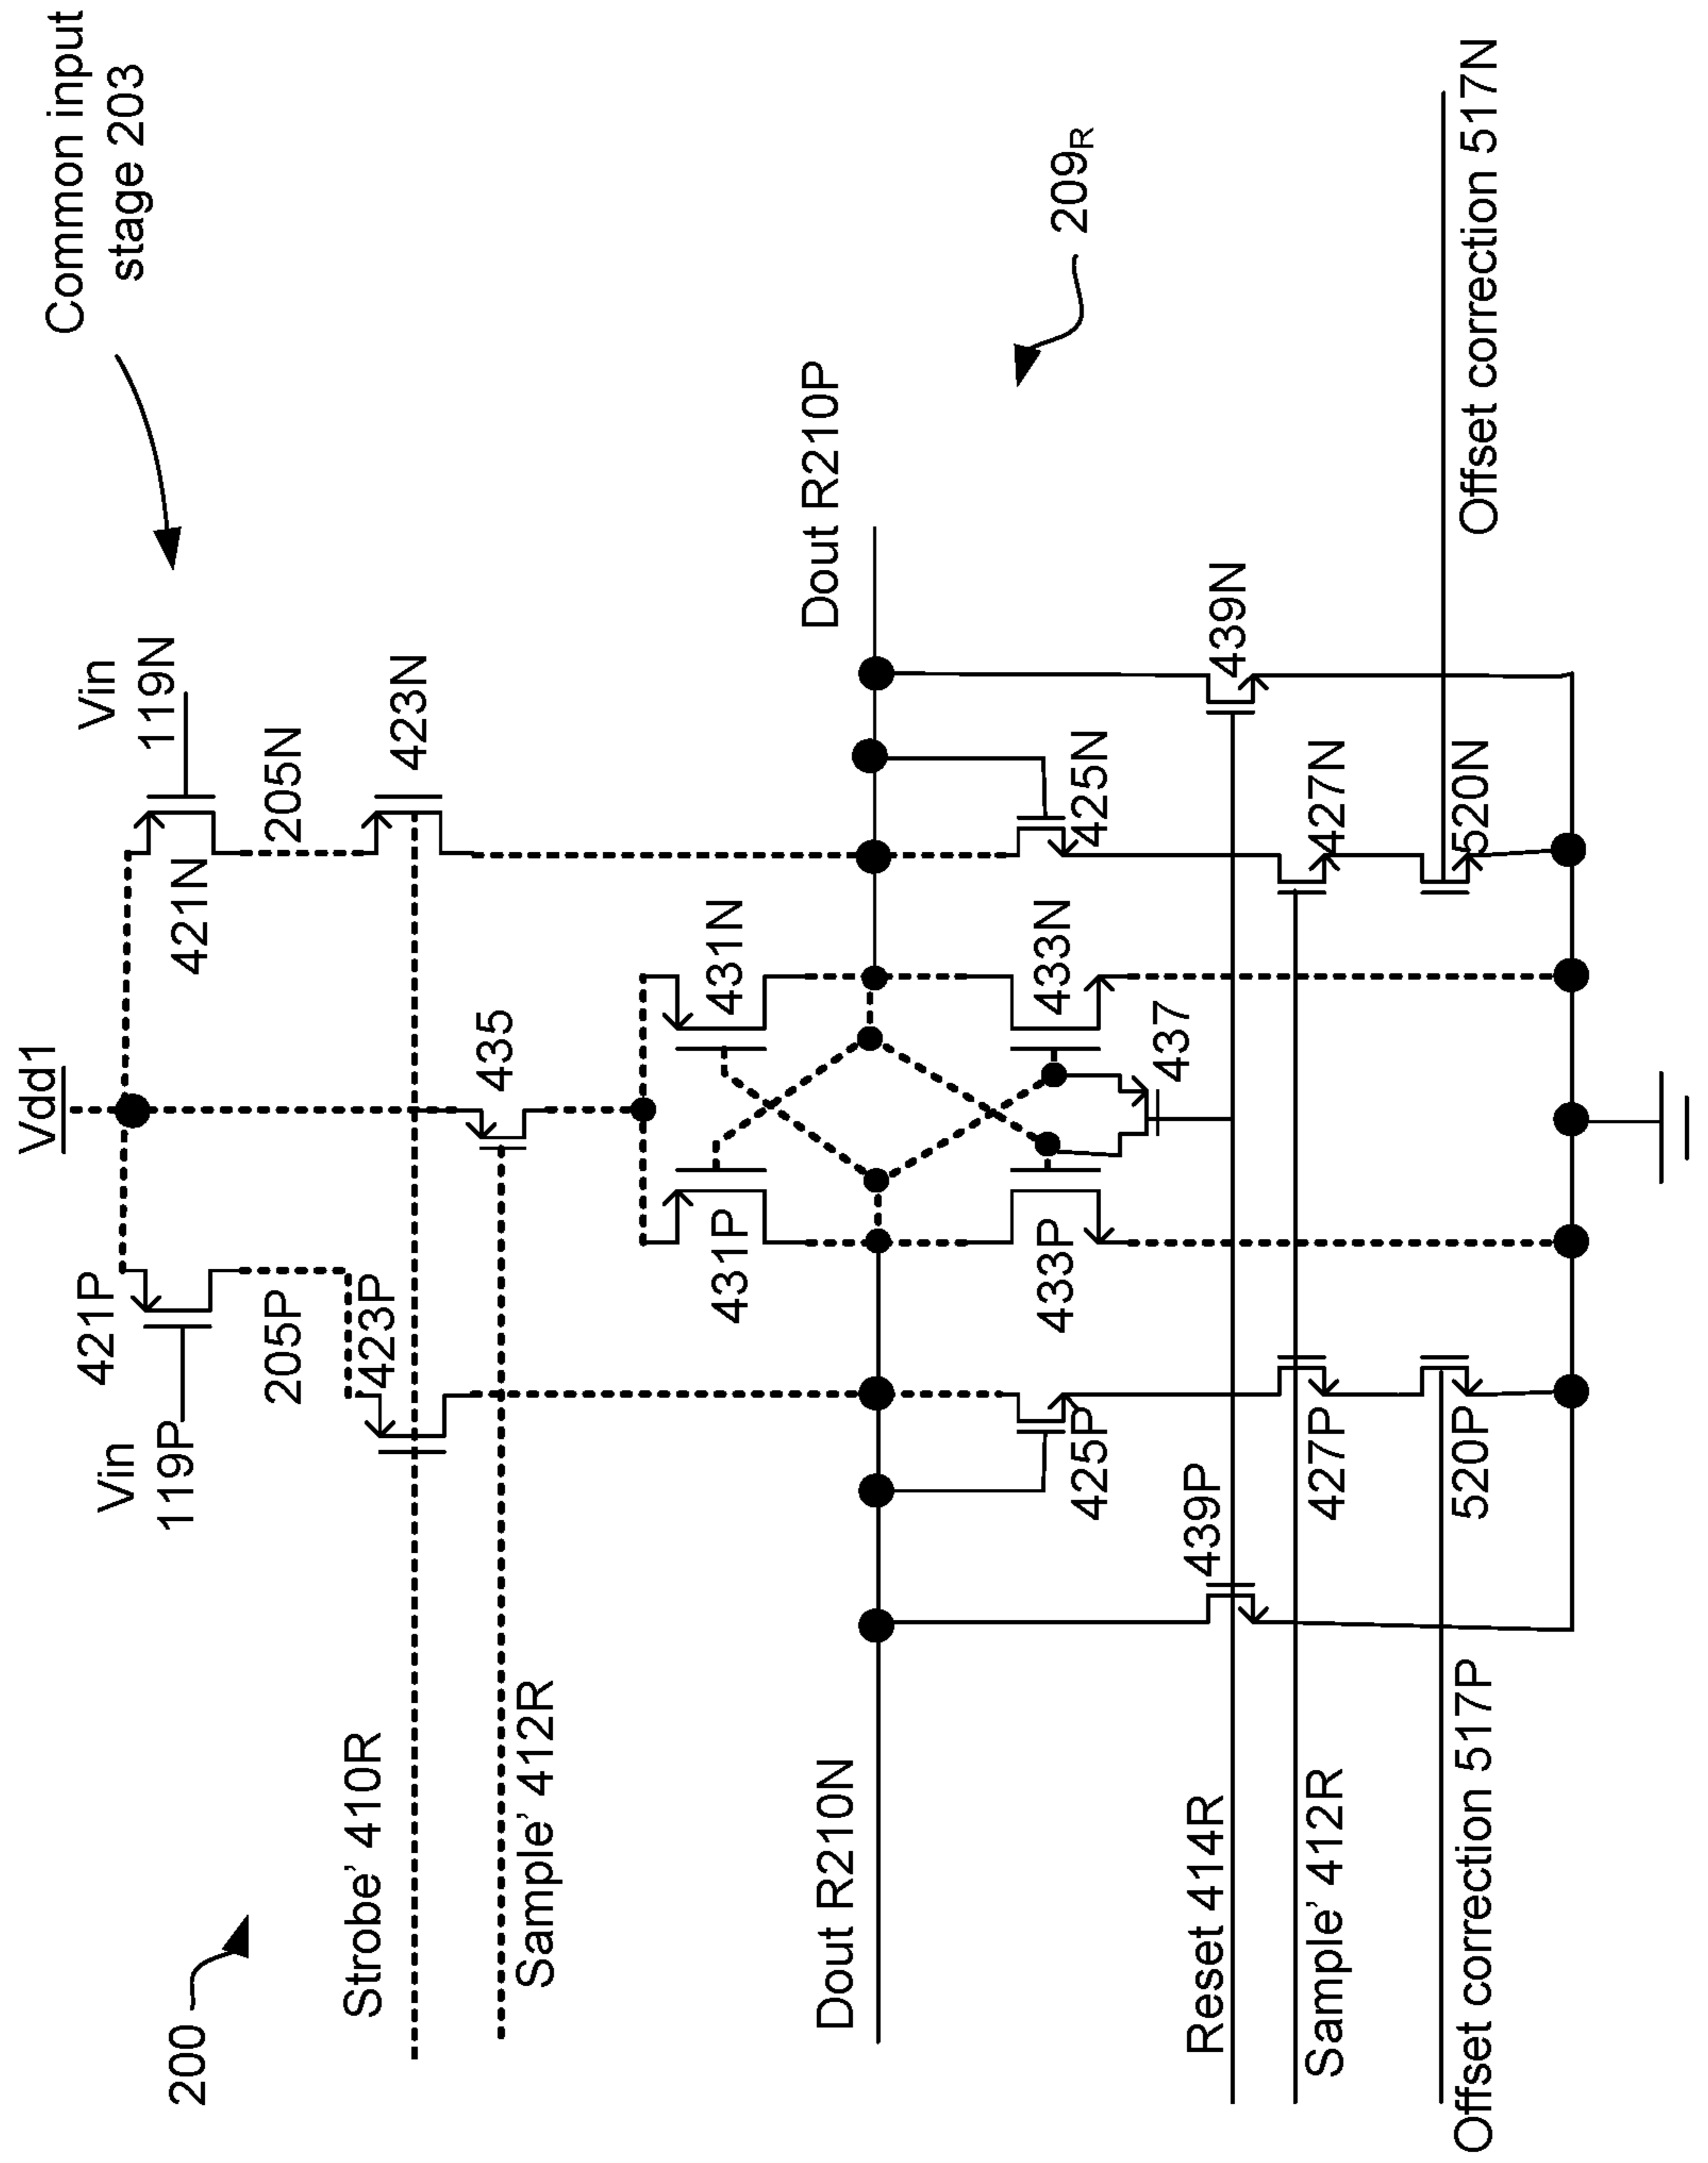 Common input
stage 203
Vdd1
Vin
119P
Vin
119N
421P
421N
205P
205N
423P
423N
200
Strobe' 410R
435
Sample' 412R
431P
431N
Dout R210N
Dout R210P
209R
433P
433N
425P
425N
437
439P
439N
Reset 414R
427P
427N
Sample' 412R
520P
520N
Offset correction 517P
Offset correction 517N